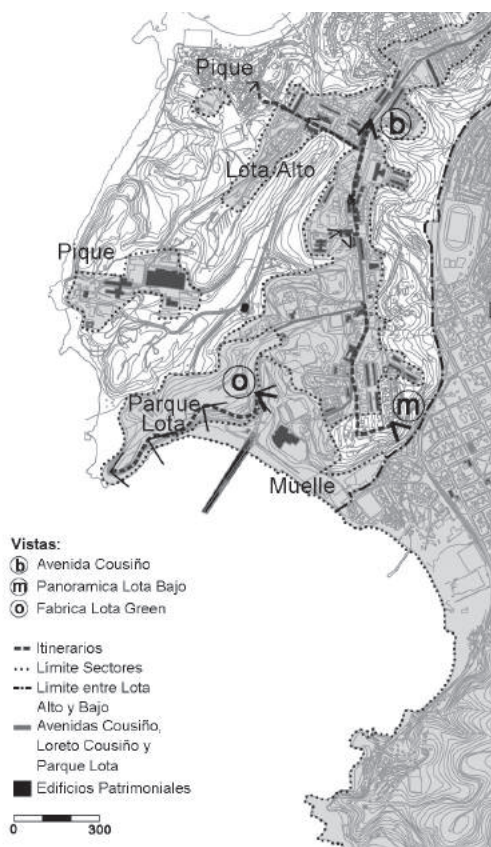 Pique
b
Lota Alto
Pique
o
Parque
Lota
m
Muelle
Vistas:
b Avenida Cousiño
m Panoramica Lota Bajo
o Fabrica Lota Green
Itinerarios
Límite Sectores
Limite entre Lota
Alto y Bajo
Avenidas Cousiño,
Loreto Cousiño y
Parque Lota
Edificios Patrimoniales
0 300